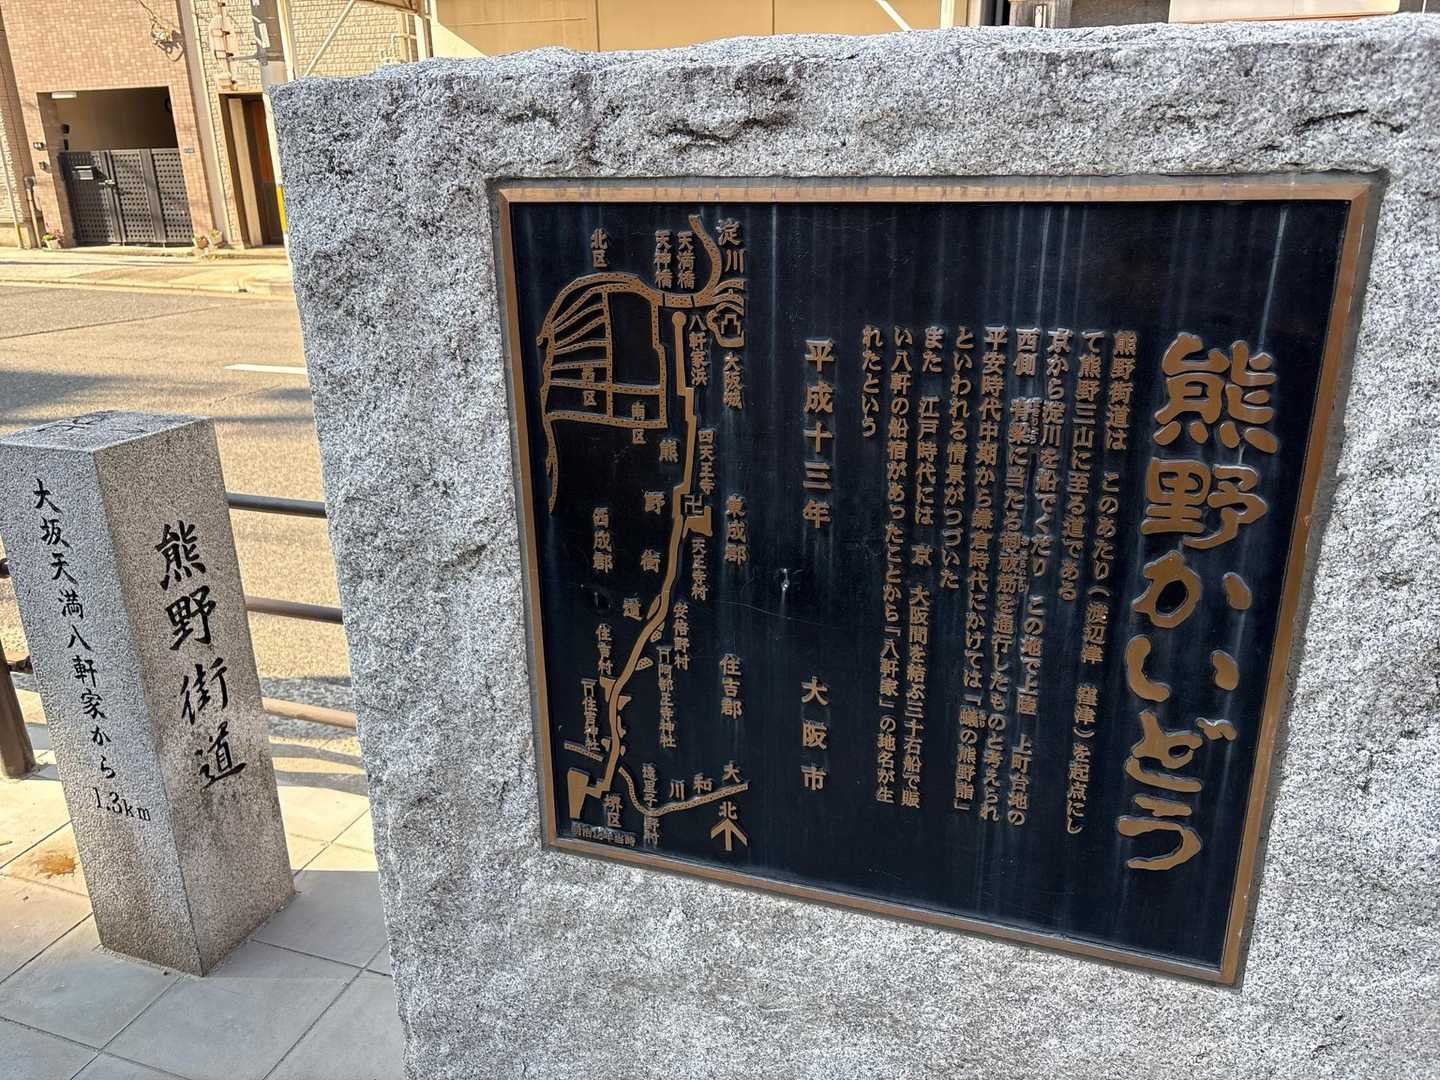 熊野かいどう
熊野街道は　このあたり（渡辺津　窪津）を起点にし
て熊野三山に至る道である
京から淀川を船でくだり　この地で上陸　上町台地の
西側　脊梁に当たる御祓筋を通行したものと考えられ
平安時代中期から鎌倉時代にかけては「蟻の熊野詣」
といわれる情景がつづいた
また　江戸時代には　京　大阪間を結ぶ三十石船で賑
い八軒の船宿があったことから「八軒家」の地名が生
れたという
平成十三年　大阪市
淀川
天満橋
天神橋
北区
八軒家浜
大阪城
南区
四天王寺
熊野街道
東成郡
西成郡
天王寺村
安倍野村
阿部王子神社
住吉村
住吉郡
住吉神社
大和川
堺区
北
熊野街道
大坂天満八軒家から
1.3km